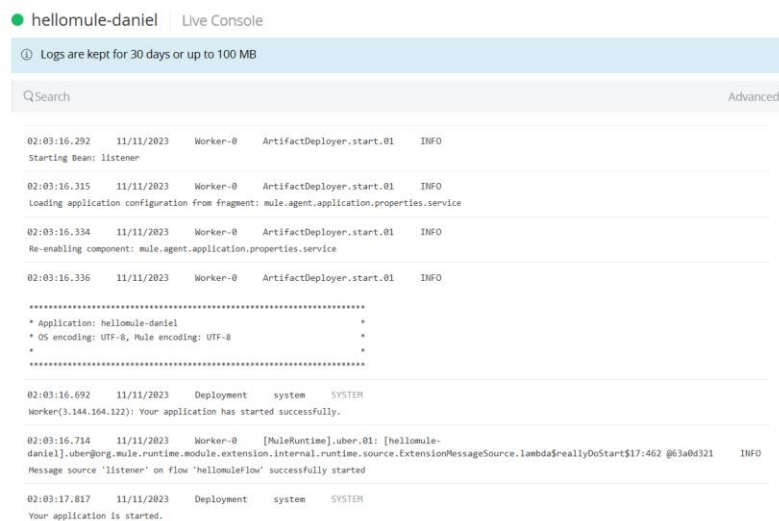 hellomule-daniel Live Console
Logs are kept for 30 days or up to 100 MB
Search Advanced
02:03:16.292 11/11/2023 Worker-0 ArtifactDeployer.start.01 INFO
Starting Bean: listener
02:03:16.315 11/11/2023 Worker-0 ArtifactDeployer.start.01 INFO
Loading application configuration from fragment: mule.agent.application.properties.service
02:03:16.334 11/11/2023 Worker-0 ArtifactDeployer.start.01 INFO
Re-enabling component: mule.agent.application.properties.service
02:03:16.336 11/11/2023 Worker-0 ArtifactDeployer.start.01 INFO
**********************************************************************
* Application: hellomule-daniel *
* OS encoding: UTF-8, Mule encoding: UTF-8 *
* *
**********************************************************************
02:03:16.692 11/11/2023 Deployment system SYSTEM
Worker(3.144.164.122): Your application has started successfully.
02:03:16.714 11/11/2023 Worker-0 [MuleRuntime].uber.01: [hellomule-
daniel].uber@org.mule.runtime.module.extension.internal.runtime.source.ExtensionMessageSource.lambda$reallyDoStart$17:462 @63a0d321 INFO
Message source 'listener' on flow 'hellomuleFlow' successfully started
02:03:17.817 11/11/2023 Deployment system SYSTEM
Your application is started.